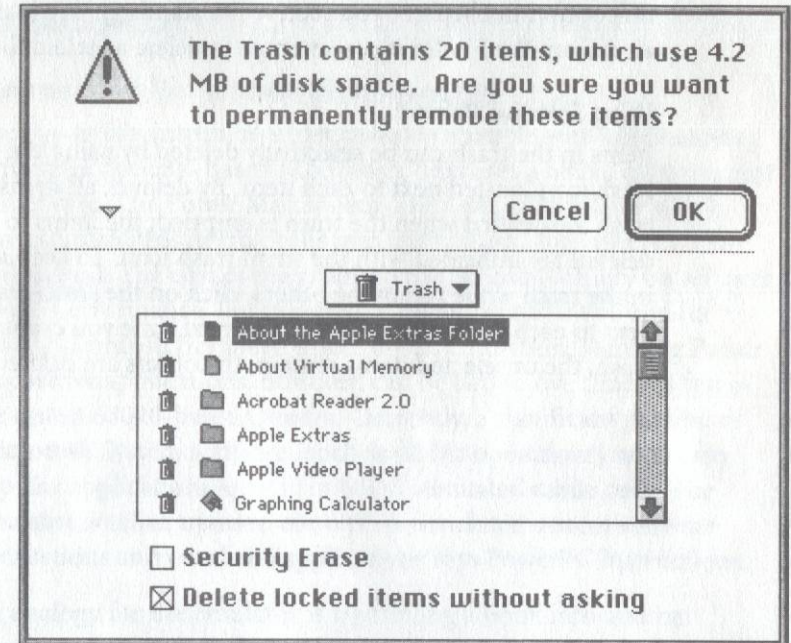 The Trash contains 20 items, which use 4.2
MB of disk space. Are you sure you want
to permanently remove these items?
Cancel
OK
Trash
About the Apple Extras Folder
About Virtual Memory
Acrobat Reader 2.0
Apple Extras
Apple Video Player
Graphing Calculator
Security Erase
Delete locked items without asking